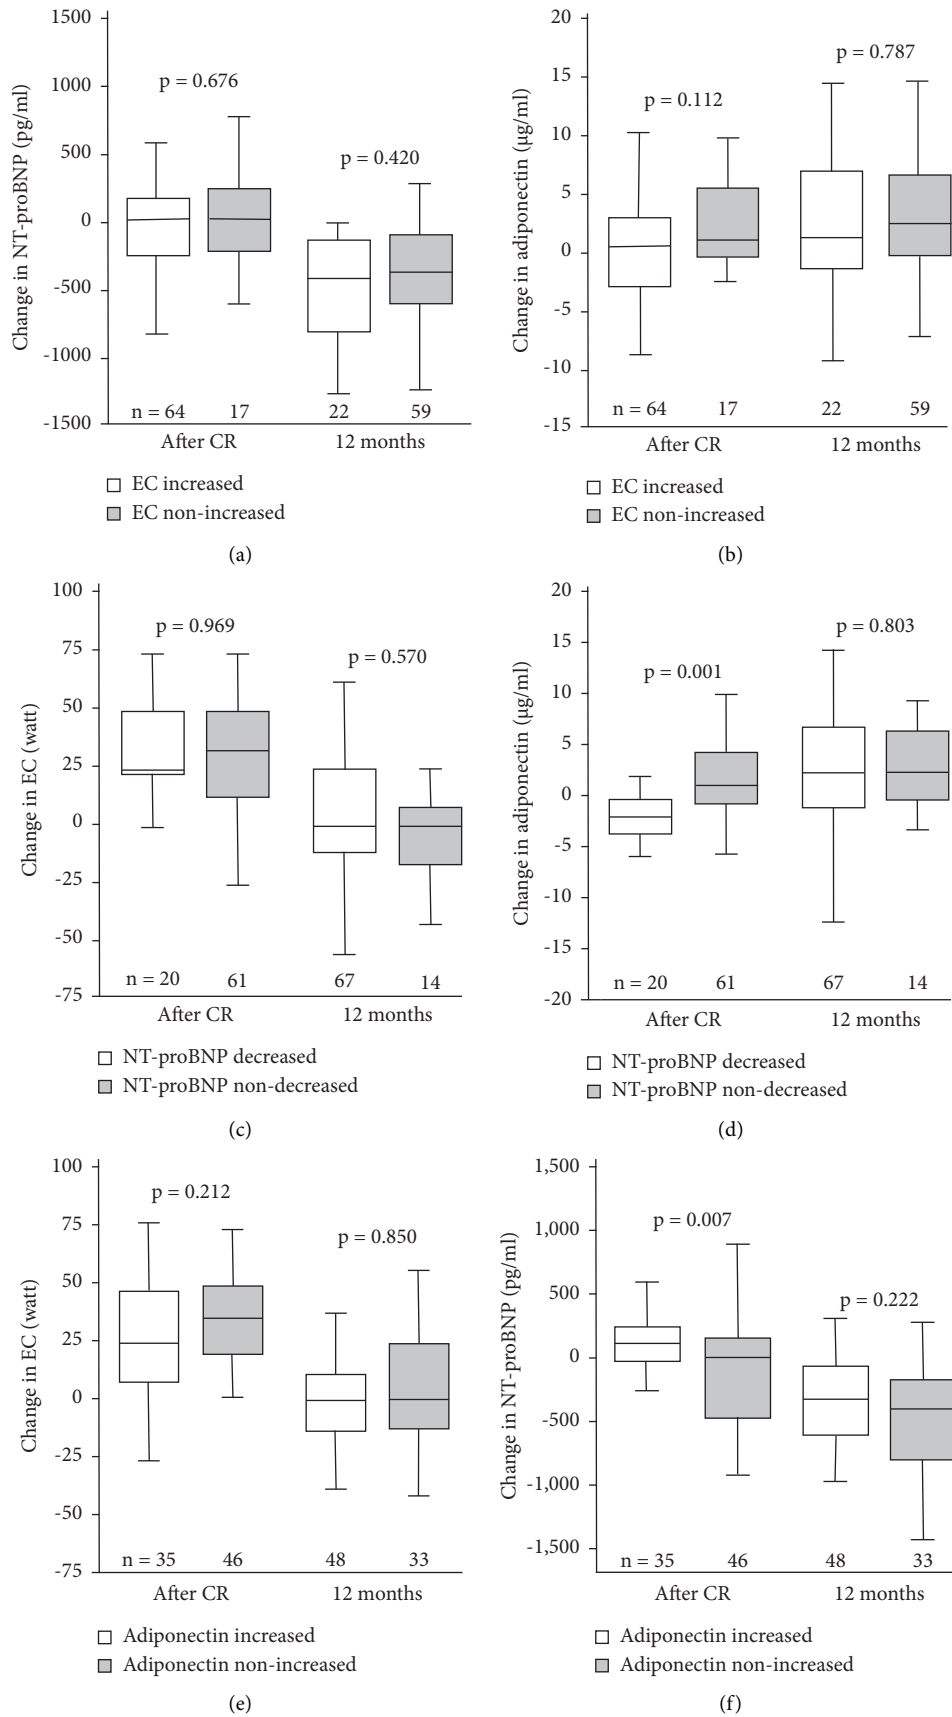 1500
1000
500
0
-500
-1000
-1500
Change in NT-proBNP (pg/ml)
p = 0.676
p = 0.420
n = 64 17 22 59
After CR 12 months
EC increased
EC non-increased
(a)
20
15
10
5
0
-5
-10
-15
Change in adiponectin (μg/ml)
p = 0.112
p = 0.787
n = 64 17 22 59
After CR 12 months
EC increased
EC non-increased
(b)
100
75
50
25
0
-25
-50
-75
Change in EC (watt)
p = 0.969
p = 0.570
n = 20 61 67 14
After CR 12 months
NT-proBNP decreased
NT-proBNP non-decreased
(c)
20
15
10
5
0
-5
-10
-15
-20
Change in adiponectin (μg/ml)
p = 0.001
p = 0.803
n = 20 61 67 14
After CR 12 months
NT-proBNP decreased
NT-proBNP non-decreased
(d)
100
75
50
25
0
-25
-50
-75
Change in EC (watt)
p = 0.212
p = 0.850
n = 35 46 48 33
After CR 12 months
Adiponectin increased
Adiponectin non-increased
(e)
1,500
1,000
500
0
-500
-1,000
-1,500
Change in NT-proBNP (pg/ml)
p = 0.007
p = 0.222
n = 35 46 48 33
After CR 12 months
Adiponectin increased
Adiponectin non-increased
(f)